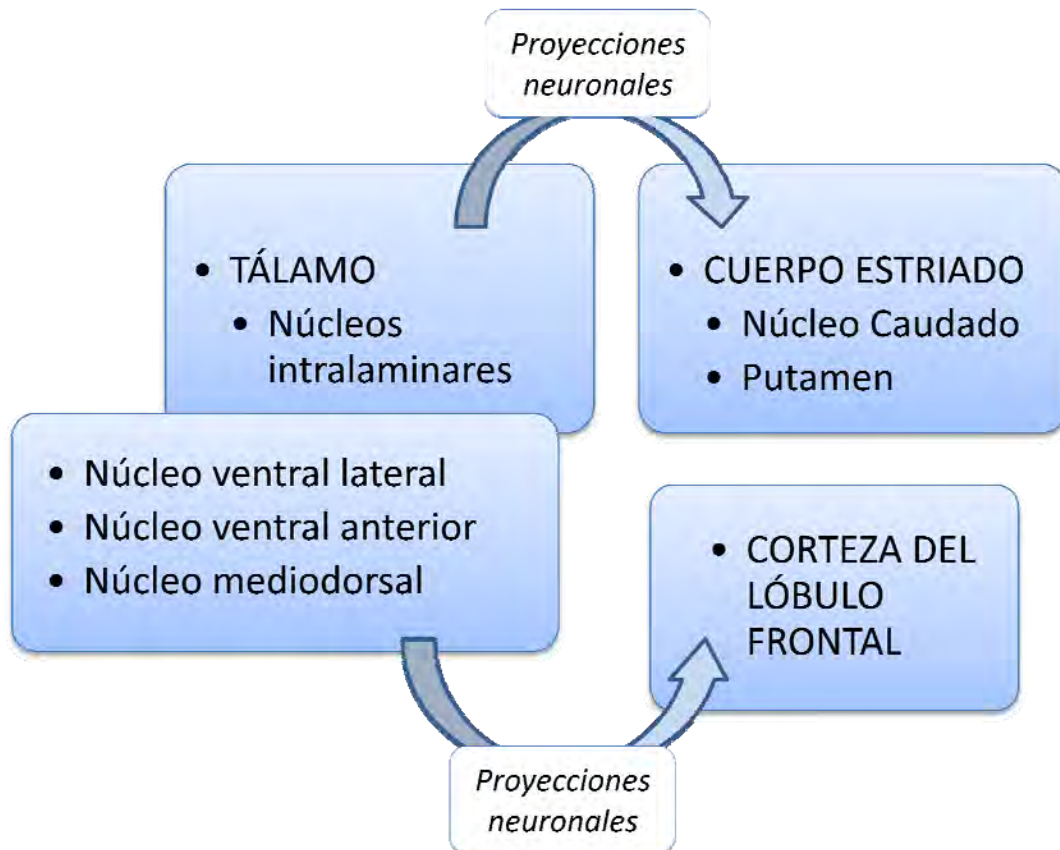 Proyecciones
neuronales
• TÁLAMO
• Núcleos
intralaminares
• CUERPO ESTRIADO
• Núcleo Caudado
• Putamen
• Núcleo ventral lateral
• Núcleo ventral anterior
• Núcleo mediodorsal
• CORTEZA DEL
LÓBULO
FRONTAL
Proyecciones
neuronales